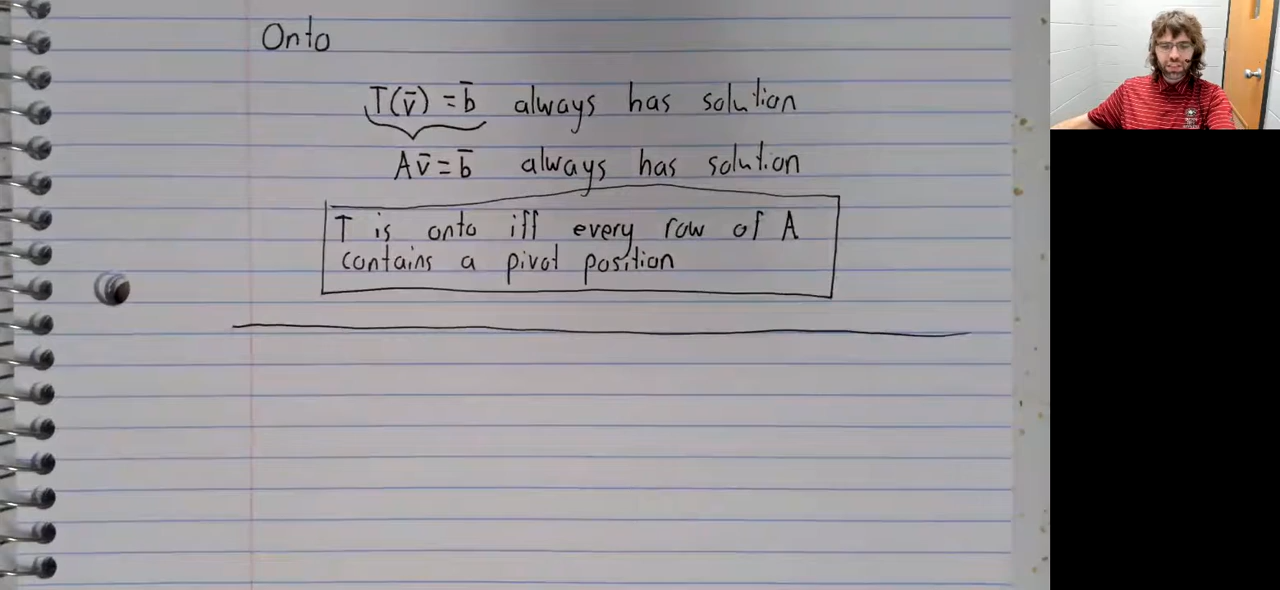 Onto
T(v̄) = b̄ always has solution
Av̄ = b̄ always has solution
T is onto iff every row of A
contains a pivot position